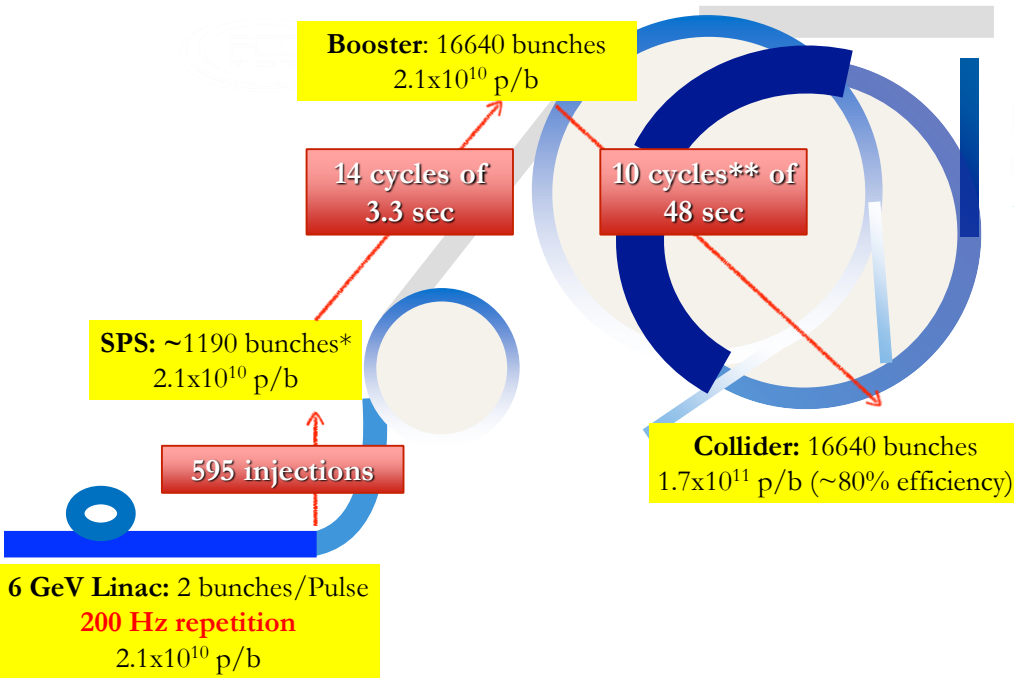 Booster: 16640 bunches
2.1x10¹⁰ p/b
14 cycles of
3.3 sec
10 cycles** of
48 sec
SPS: ~1190 bunches*
2.1x10¹⁰ p/b
595 injections
Collider: 16640 bunches
1.7x10¹¹ p/b (~80% efficiency)
6 GeV Linac: 2 bunches/Pulse
200 Hz repetition
2.1x10¹⁰ p/b